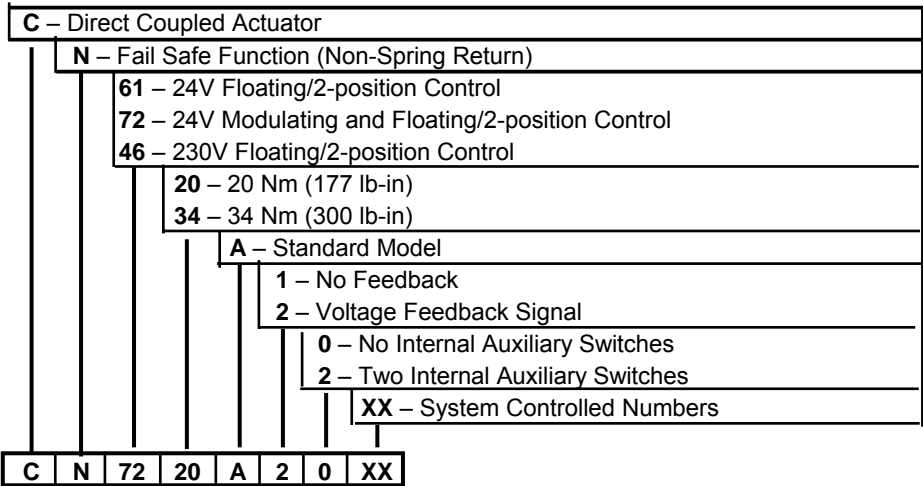 C – Direct Coupled Actuator
N – Fail Safe Function (Non-Spring Return)
61 – 24V Floating/2-position Control
72 – 24V Modulating and Floating/2-position Control
46 – 230V Floating/2-position Control
20 – 20 Nm (177 lb-in)
34 – 34 Nm (300 lb-in)
A – Standard Model
1 – No Feedback
2 – Voltage Feedback Signal
0 – No Internal Auxiliary Switches
2 – Two Internal Auxiliary Switches
XX – System Controlled Numbers
C N 72 20 A 2 0 XX